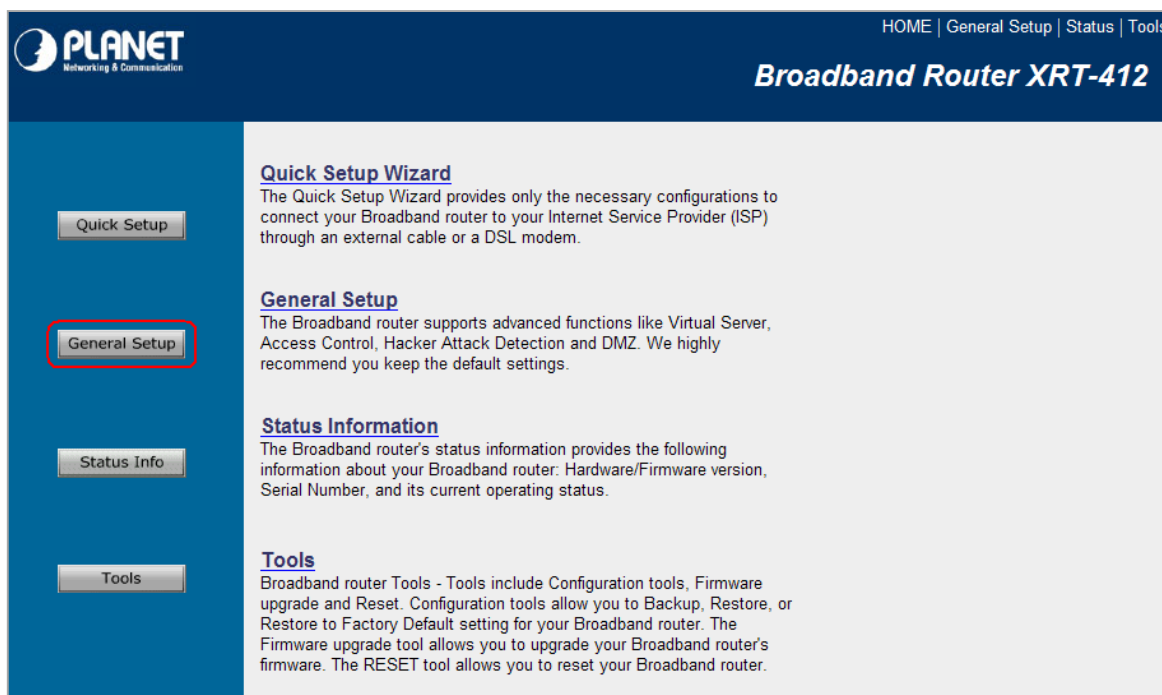 PLANET
Networking & Communication
HOME | General Setup | Status | Tools
Broadband Router XRT-412
Quick Setup
Quick Setup Wizard
The Quick Setup Wizard provides only the necessary configurations to
connect your Broadband router to your Internet Service Provider (ISP)
through an external cable or a DSL modem.
General Setup
General Setup
The Broadband router supports advanced functions like Virtual Server,
Access Control, Hacker Attack Detection and DMZ. We highly
recommend you keep the default settings.
Status Info
Status Information
The Broadband router's status information provides the following
information about your Broadband router: Hardware/Firmware version,
Serial Number, and its current operating status.
Tools
Tools
Broadband router Tools - Tools include Configuration tools, Firmware
upgrade and Reset. Configuration tools allow you to Backup, Restore, or
Restore to Factory Default setting for your Broadband router. The
Firmware upgrade tool allows you to upgrade your Broadband router's
firmware. The RESET tool allows you to reset your Broadband router.